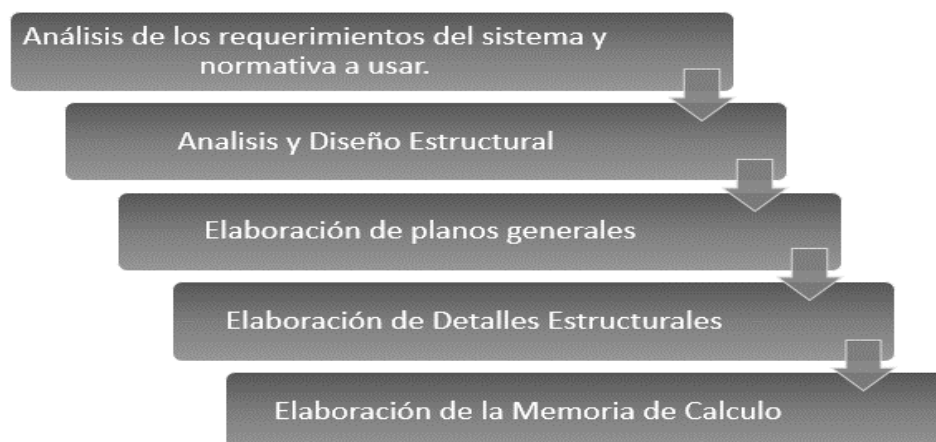 Análisis de los requerimientos del sistema y
normativa a usar.
Analisis y Diseño Estructural
Elaboración de planos generales
Elaboración de Detalles Estructurales
Elaboración de la Memoria de Calculo